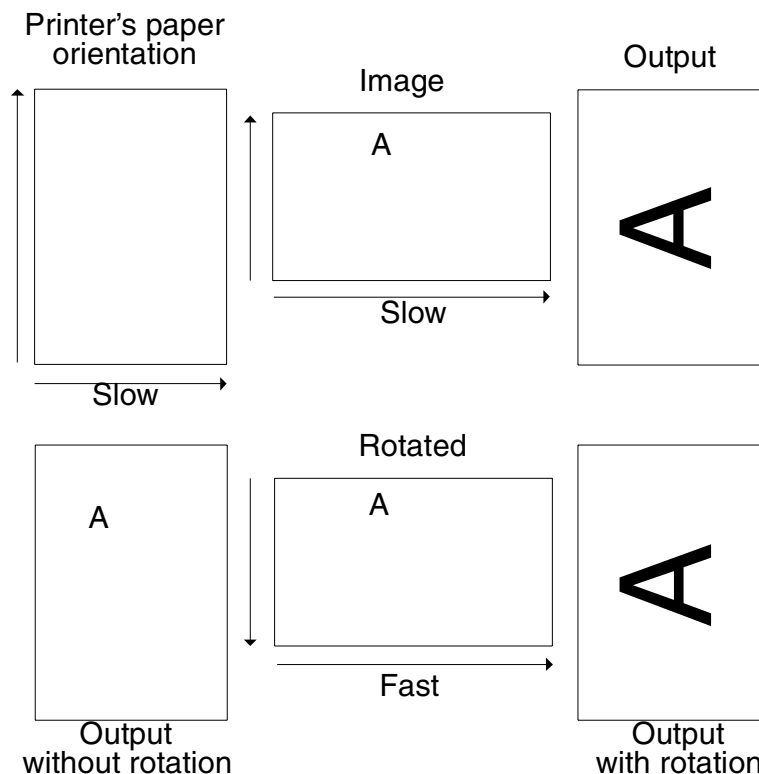 Printer's paper
orientation
Image
Output
A
A
Slow
Slow
Rotated
A
A
A
Fast
Output
without rotation
Output
with rotation